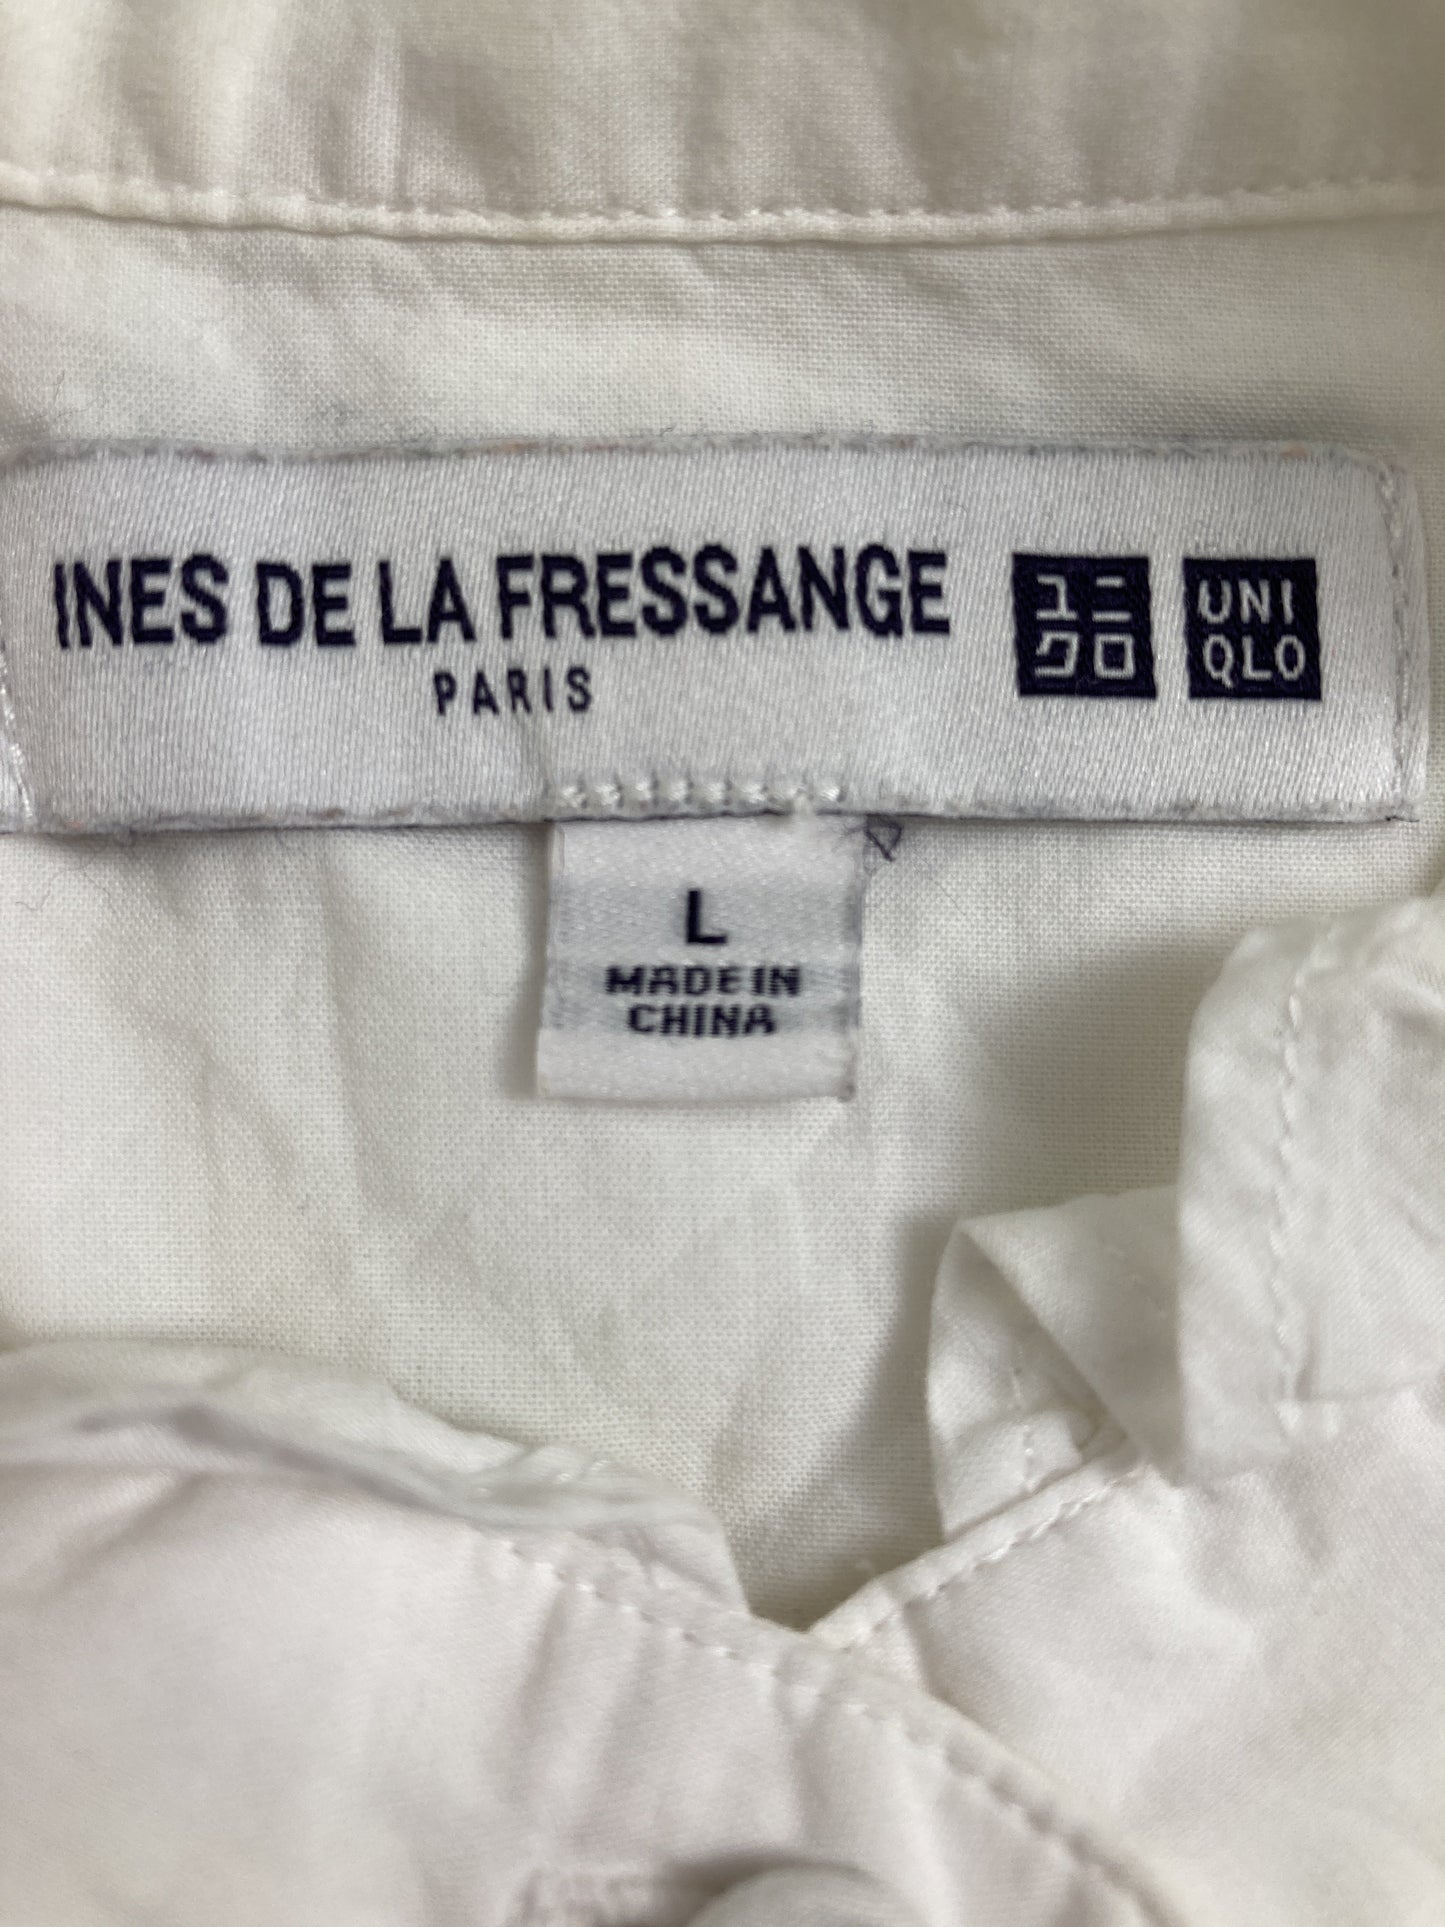 INES DE LA FRESSANGE
PARIS
ユニ
クロ
UNI
QLO
L
MADE IN
CHINA